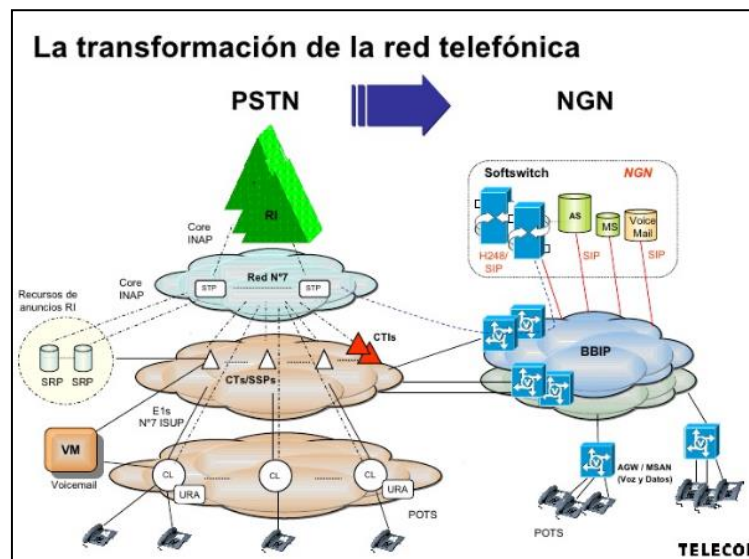 La transformación de la red telefónica
PSTN
NGN
RI
Core
INAP
Red N°7
STP
STP
Core
INAP
Recursos de
anuncios RI
SRP
SRP
CTIs
CTs/SSPs
E1s
N°7 ISUP
VM
Voicemail
CL
CL
CL
URA
URA
POTS
Softswitch
NGN
AS
MS
Voice
Mail
H248/
SIP
SIP
SIP
V
V
BBIP
V
V
V
V
AGW / MSAN
(Voz y Datos)
POTS
TELECO